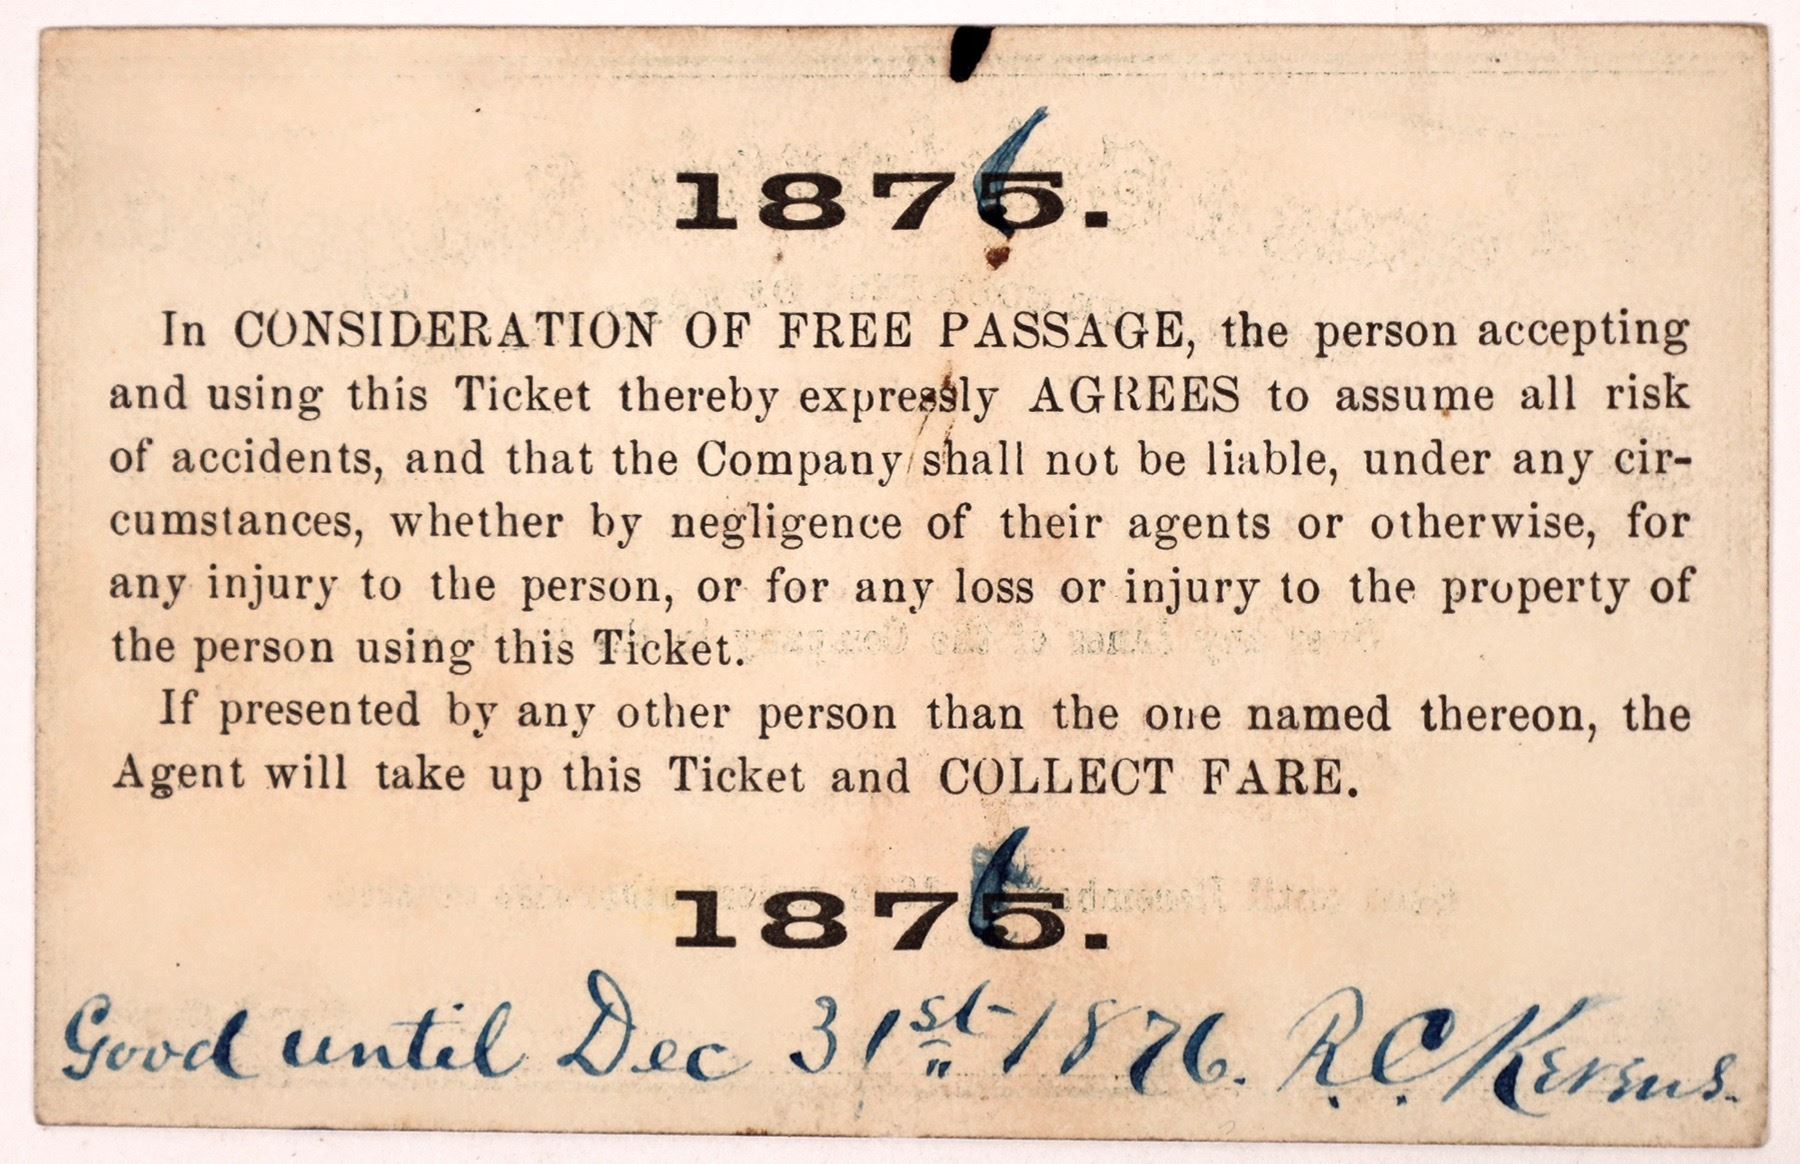 1876.
In CONSIDERATION OF FREE PASSAGE, the person accepting
and using this Ticket thereby expressly AGREES to assume all risk
of accidents, and that the Company shall not be liable, under any cir-
cumstances, whether by negligence of their agents or otherwise, for
any injury to the person, or for any loss or injury to the property of
the person using this Ticket.
If presented by any other person than the one named thereon, the
Agent will take up this Ticket and COLLECT FARE.
1876.
Good until Dec 31st 1876. R.C. Kerens.